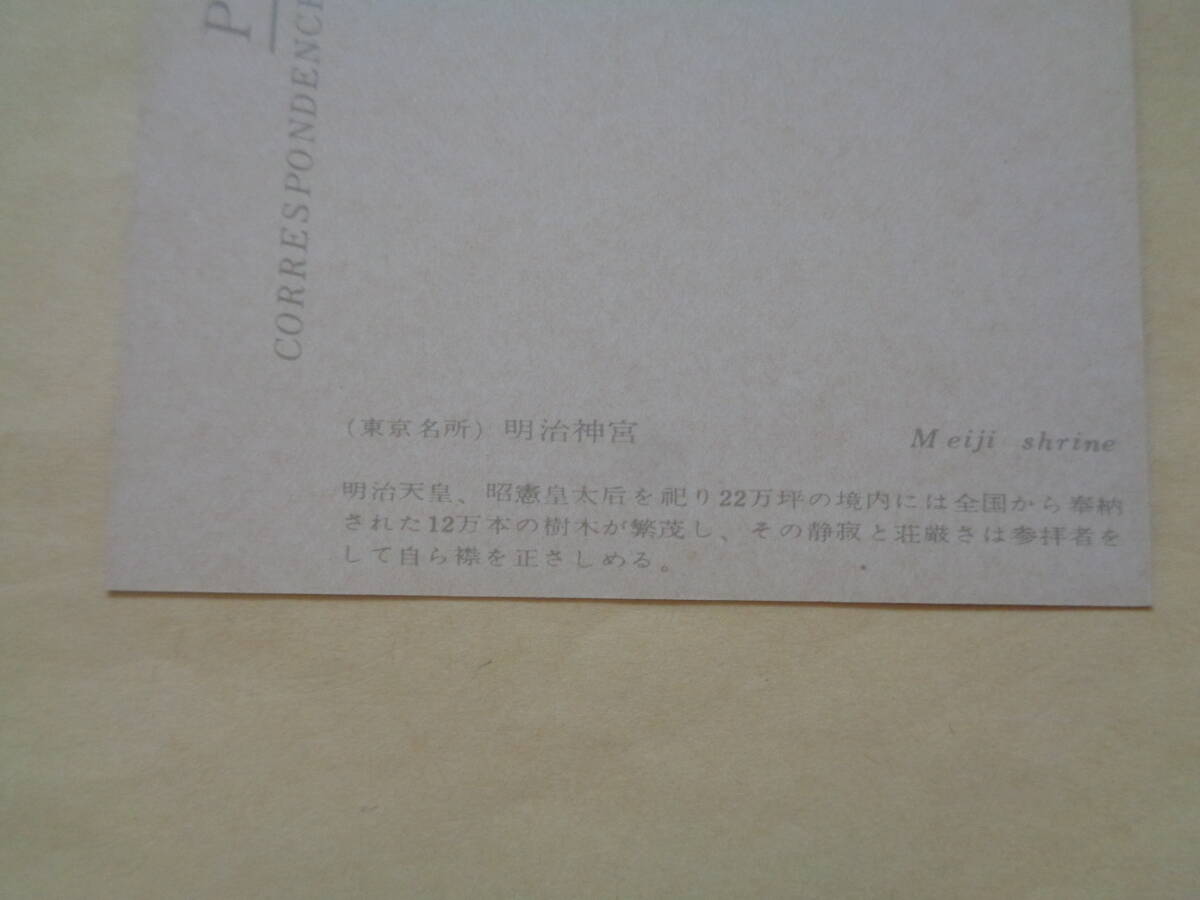 P
CORRESPONDENCE
(東京名所) 明治神宮 Meiji shrine
明治天皇、昭憲皇太后を祀り22万坪の境内には全国から奉納
された12万本の樹木が繁茂し、その静寂と荘厳さは参拝者を
して自ら襟を正さしめる。